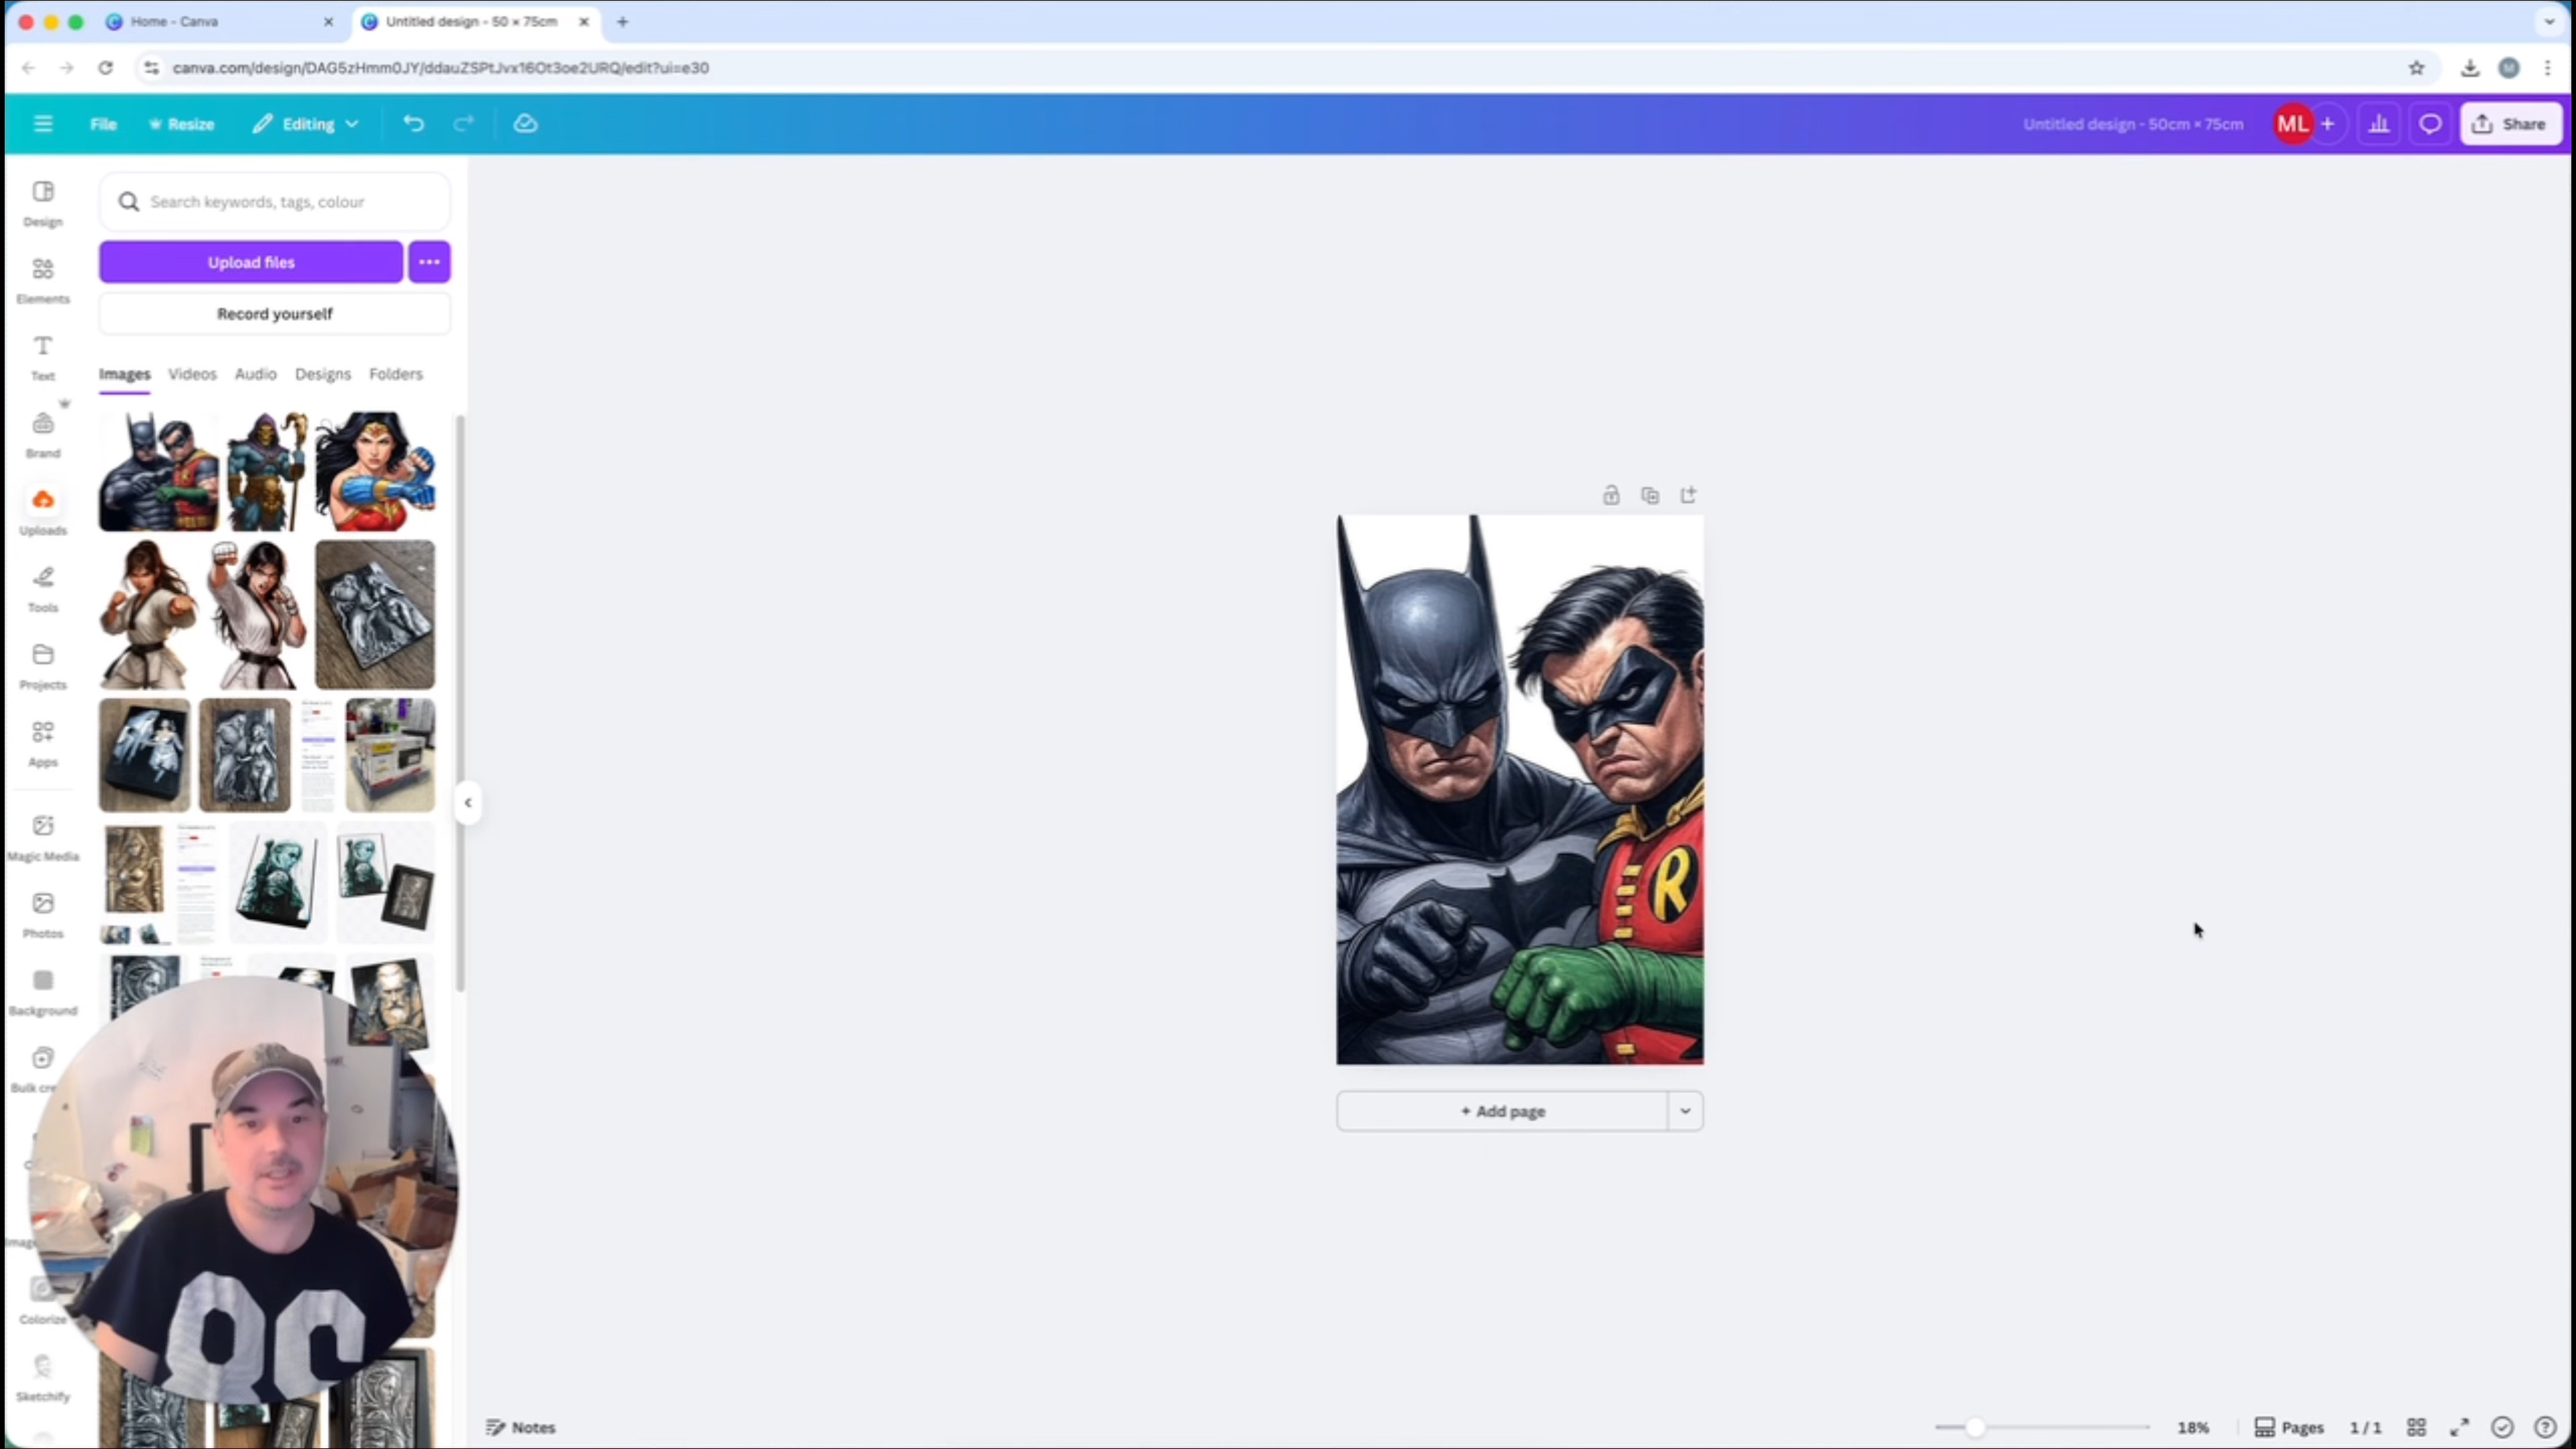 Home - Canva
Untitled design - 50 × 75cm
canva.com/design/DAG5zHmm0JY/ddauZSPtJvx16Ot3oe2URQ/edit?ui=e30
File
Resize
Editing
Untitled design - 50cm × 75cm
ML
Share
Design
Elements
Text
Brand
Uploads
Tools
Projects
Apps
Magic Media
Photos
Background
Colorize
Sketchify
Search keywords, tags, colour
Upload files
Record yourself
Images
Videos
Audio
Designs
Folders
R
+ Add page
Notes
18%
Pages
1 / 1